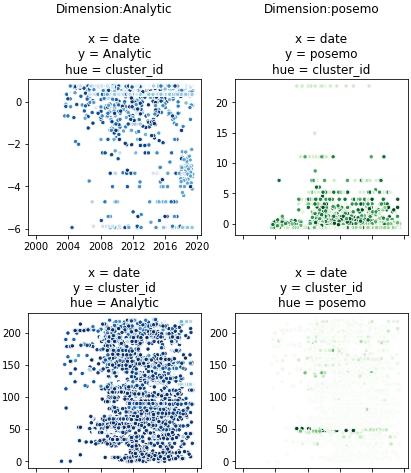 Dimension:Analytic
x = date
y = Analytic
hue = cluster_id
0
−2
−4
−6
2000 2004 2008 2012 2016 2020
Dimension:posemo
x = date
y = posemo
hue = cluster_id
20
15
10
5
0
x = date
y = cluster_id
hue = Analytic
200
150
100
50
0
x = date
y = cluster_id
hue = posemo
200
150
100
50
0